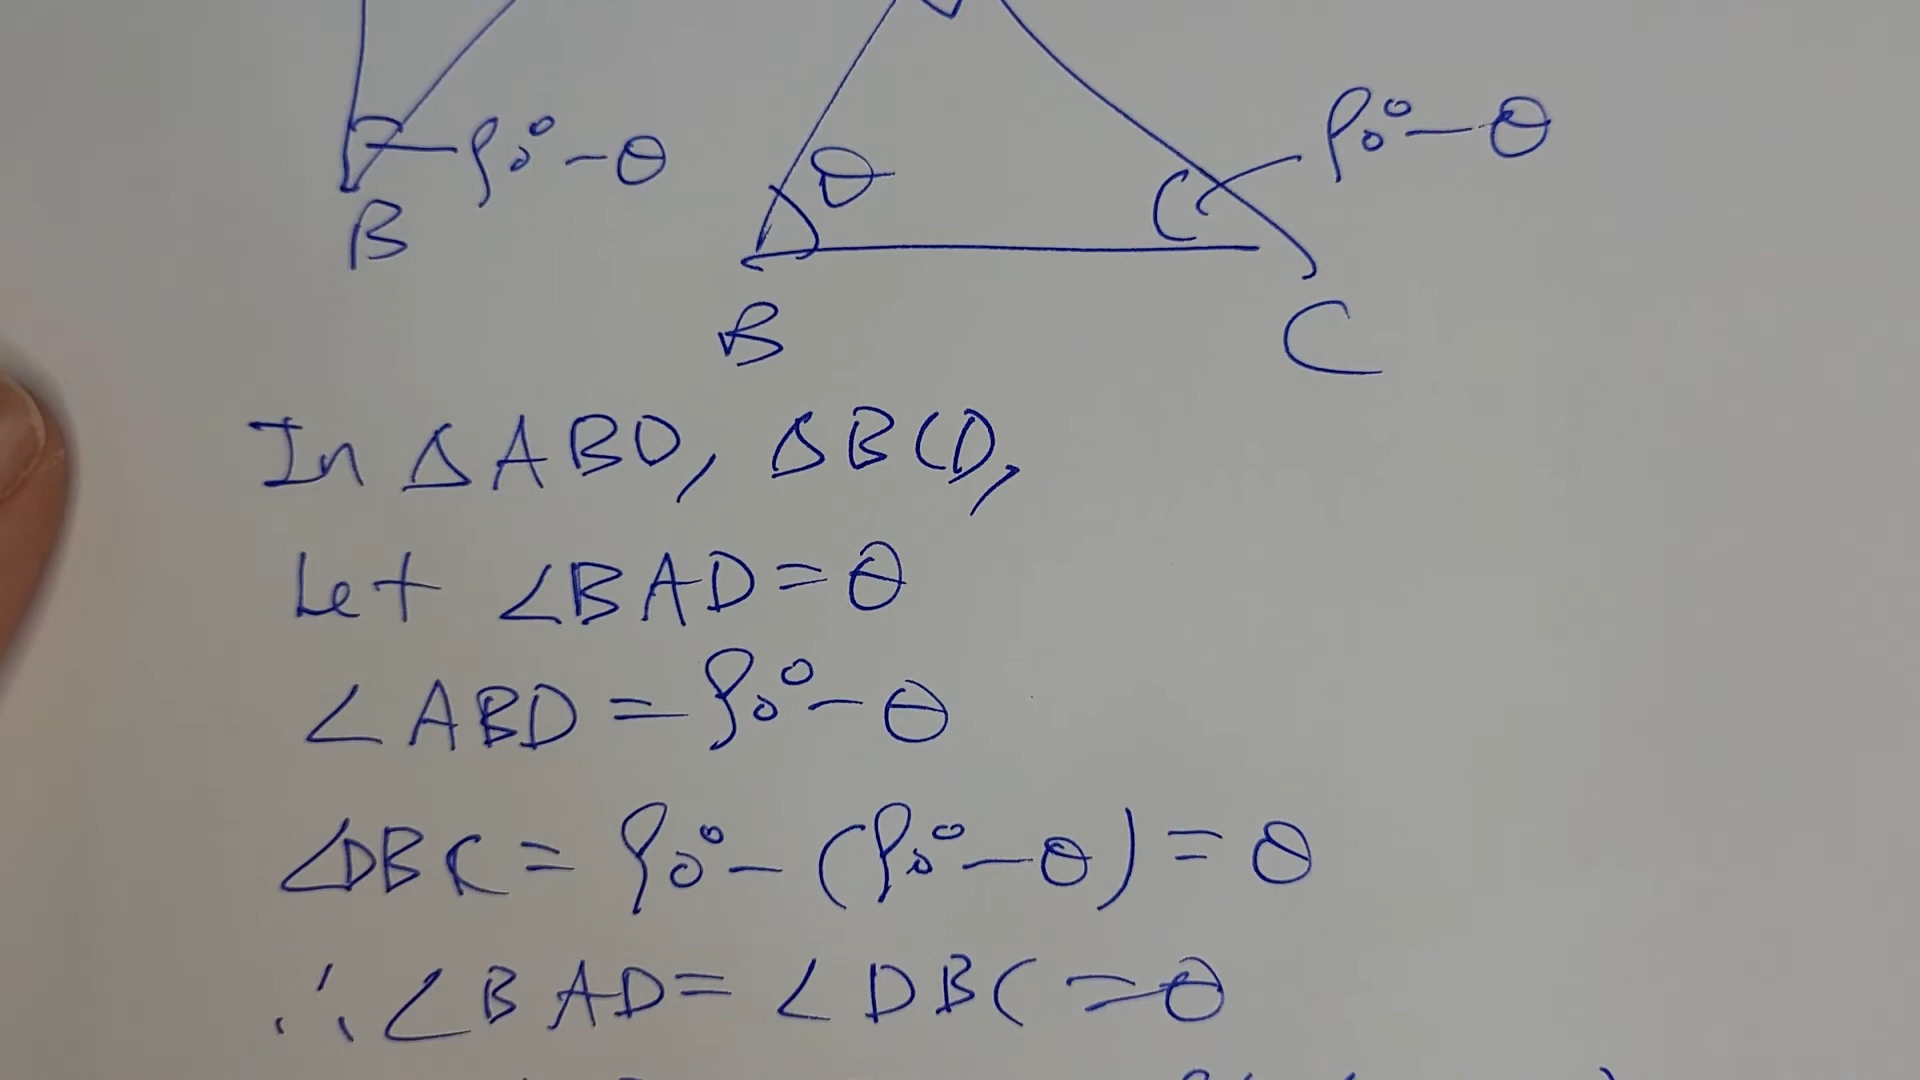 90°-θ
90°-θ
θ
B
B
C
In ΔABD, ΔBCD,
Let ∠BAD=θ
∠ABD=90°-θ
∠DBC=90°-(90°-θ)=θ
∴∠BAD=∠DBC=θ